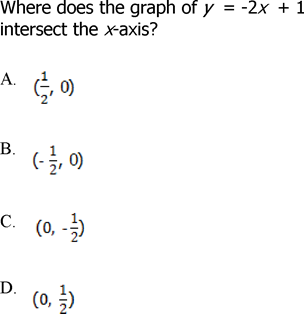 Where does the graph of y = -2x + 1
intersect the x-axis?
A. (1/2, 0)
B. (- 1/2, 0)
C. (0, - 1/2)
D. (0, 1/2)